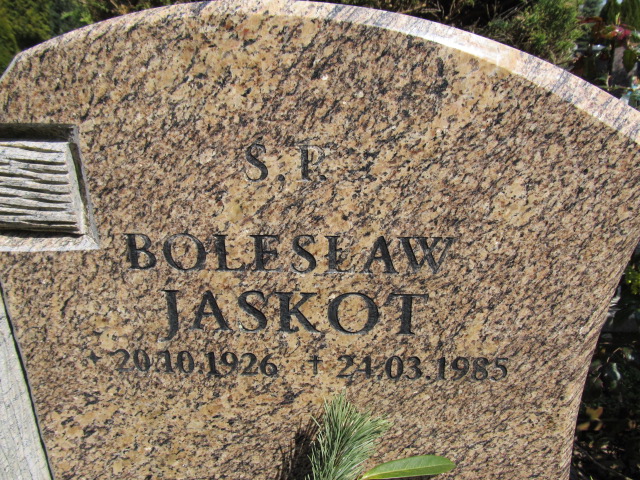 Ś.P.
BOLESŁAW
JASKOT
* 20.10.1926 † 24.03.1985